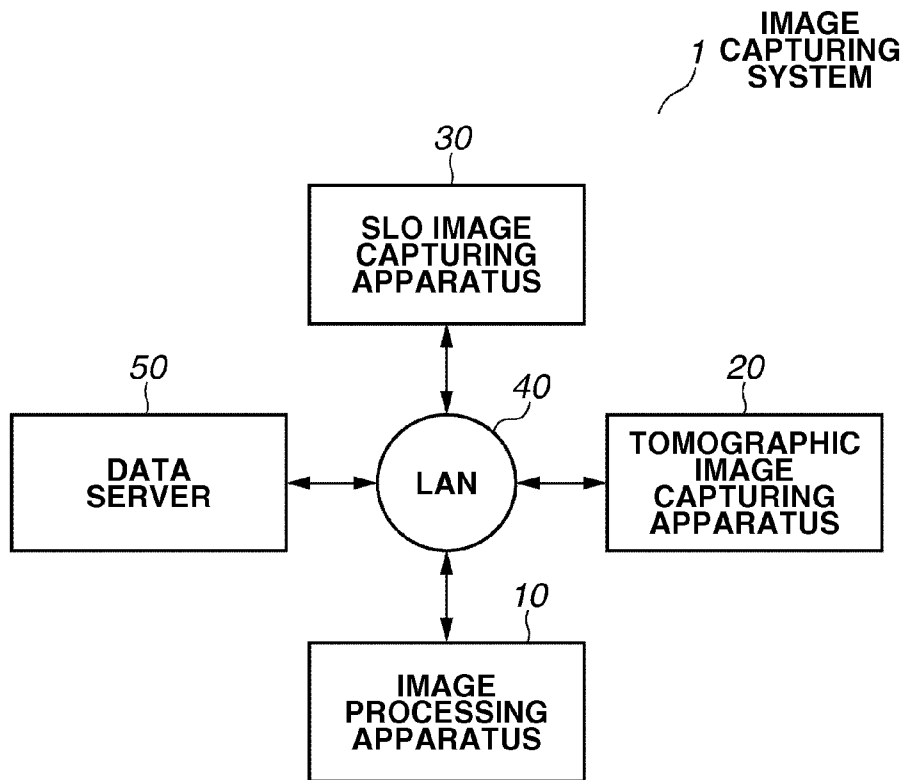 1 IMAGE
CAPTURING
SYSTEM
30
SLO IMAGE
CAPTURING
APPARATUS
50
DATA
SERVER
40
LAN
20
TOMOGRAPHIC
IMAGE
CAPTURING
APPARATUS
10
IMAGE
PROCESSING
APPARATUS